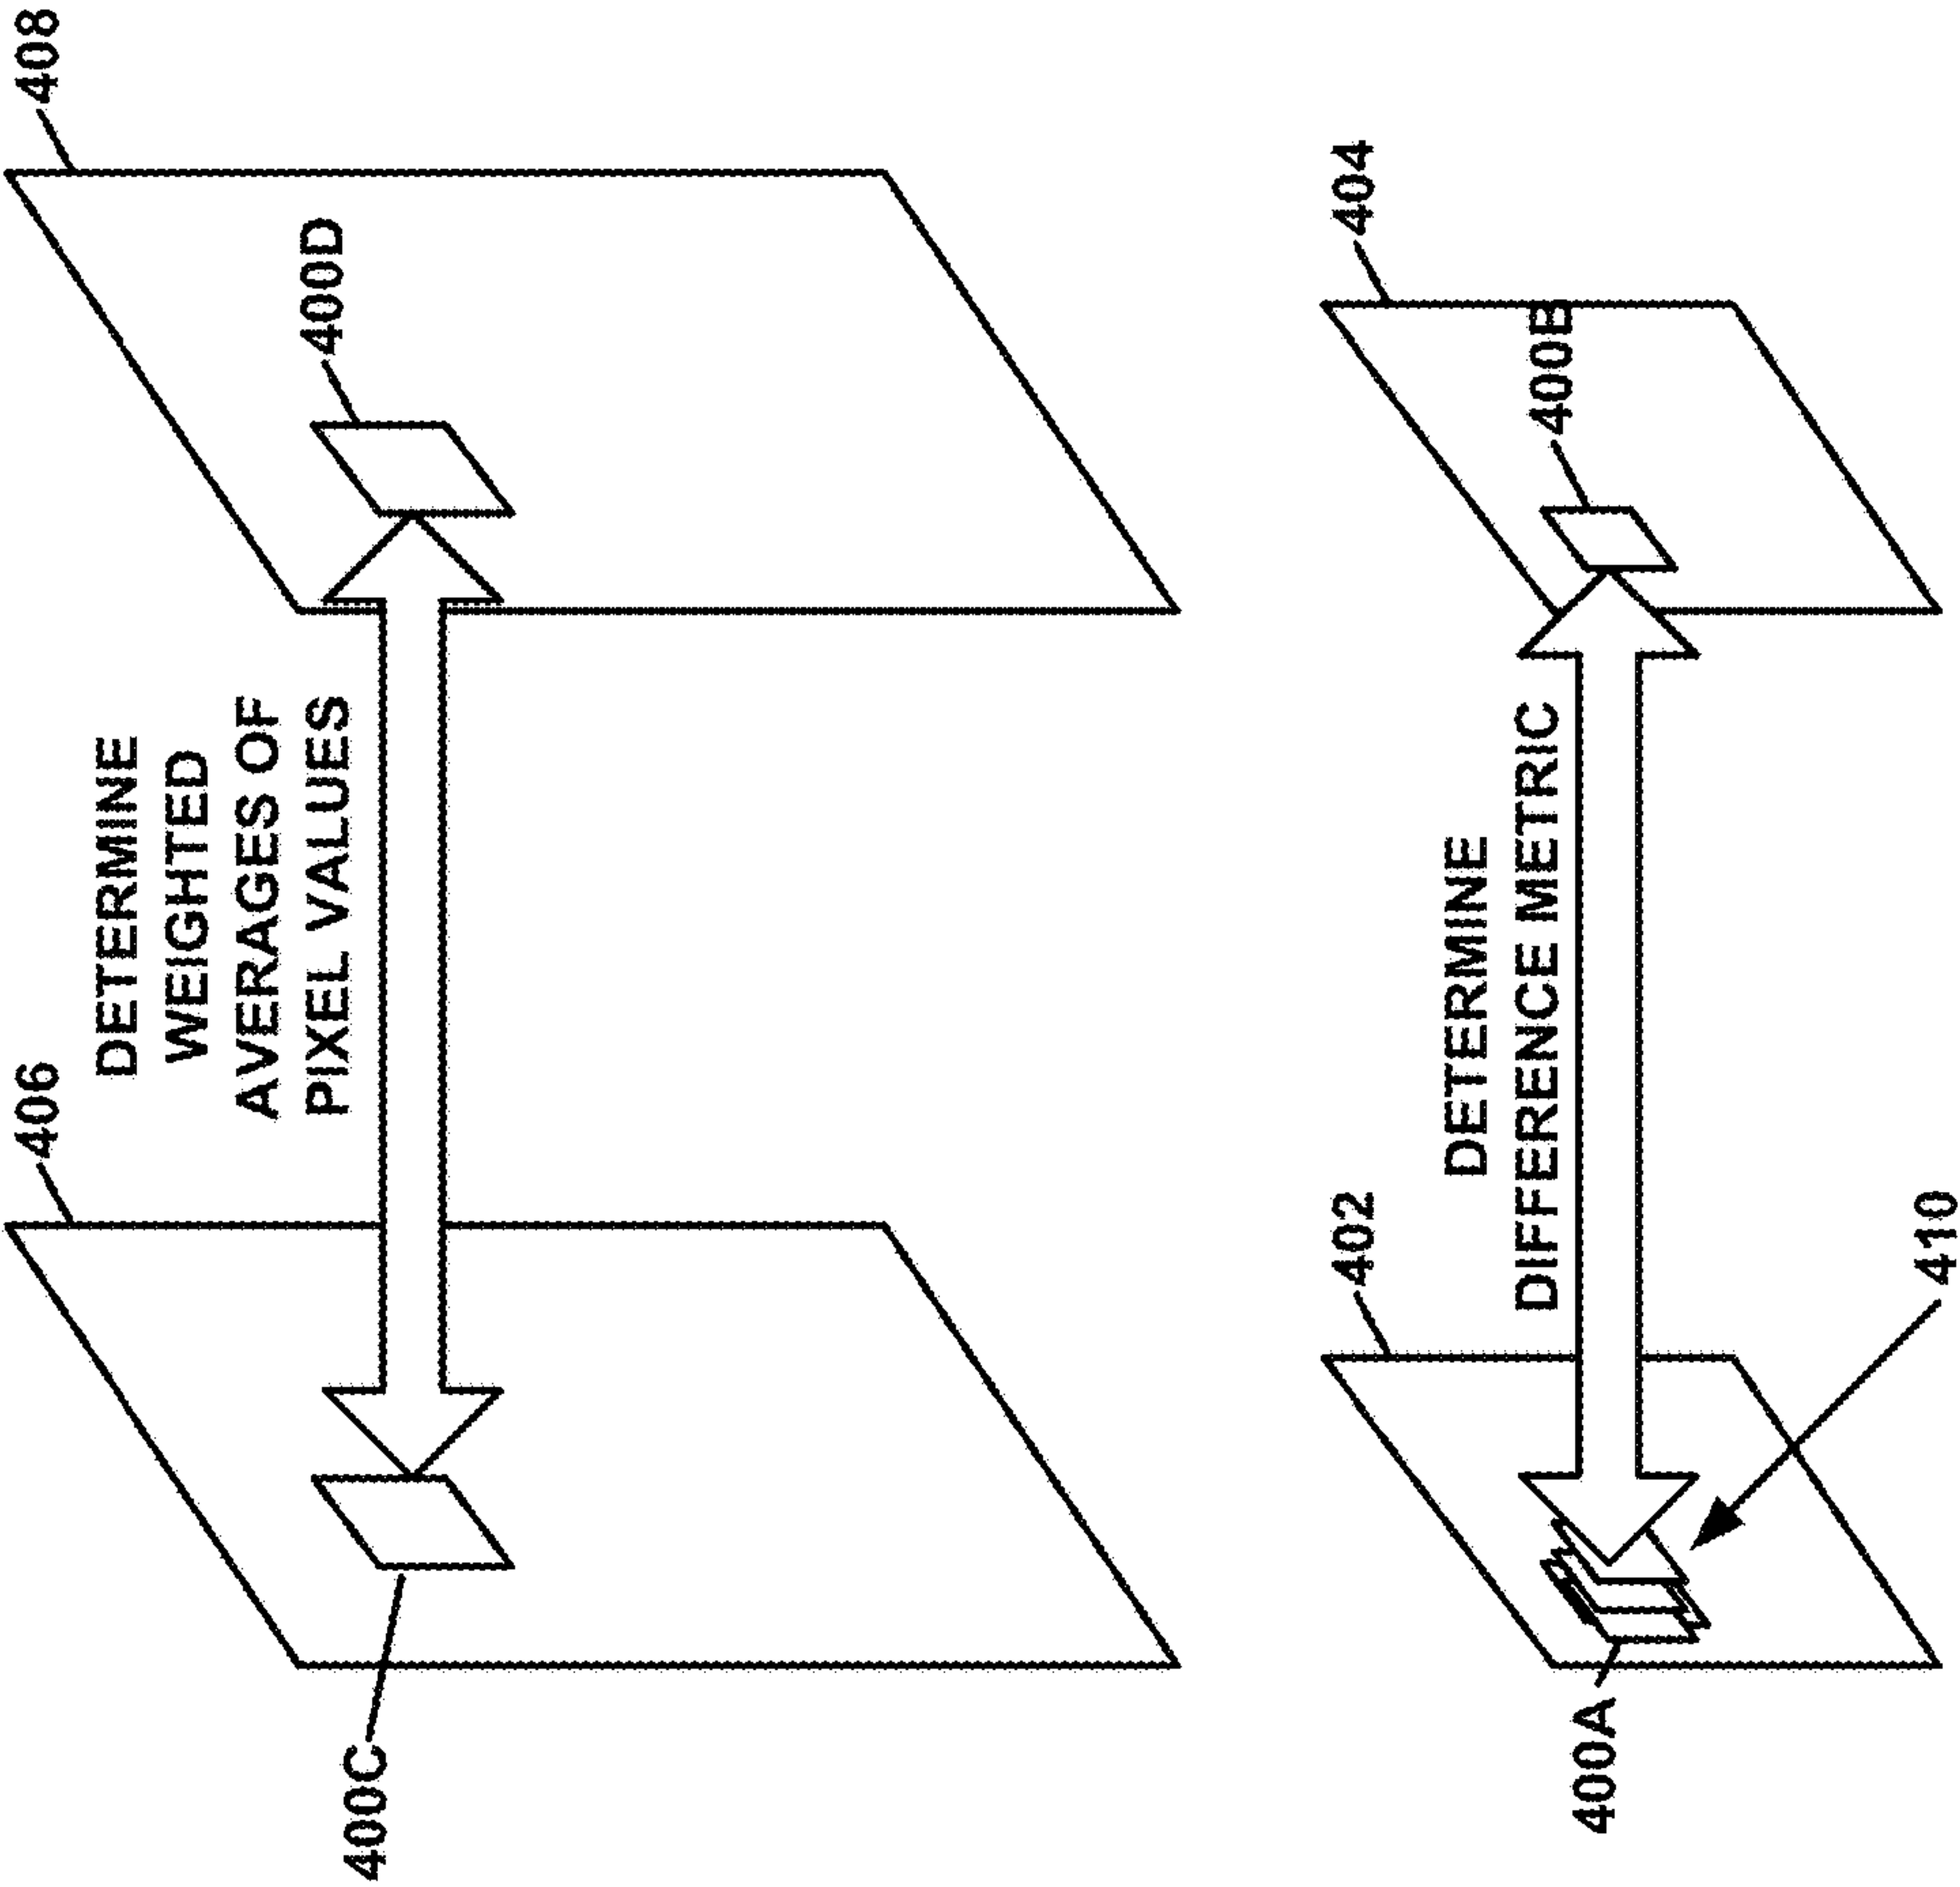 406
408
DETERMINE
WEIGHTED
AVERAGES OF
PIXEL VALUES
400D
400C
402
404
DETERMINE
DIFFERENCE METRIC
400B
400A
410